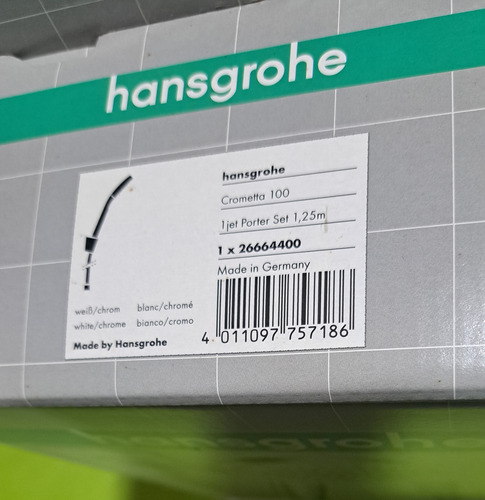 hansgrohe
hansgrohe
Crometta 100
1jet Porter Set 1,25m
1 x 26664400
Made in Germany
weiß/chrom blanc/chromé
white/chrome bianco/cromo
Made by Hansgrohe
4 011097 757186
hansgrohe